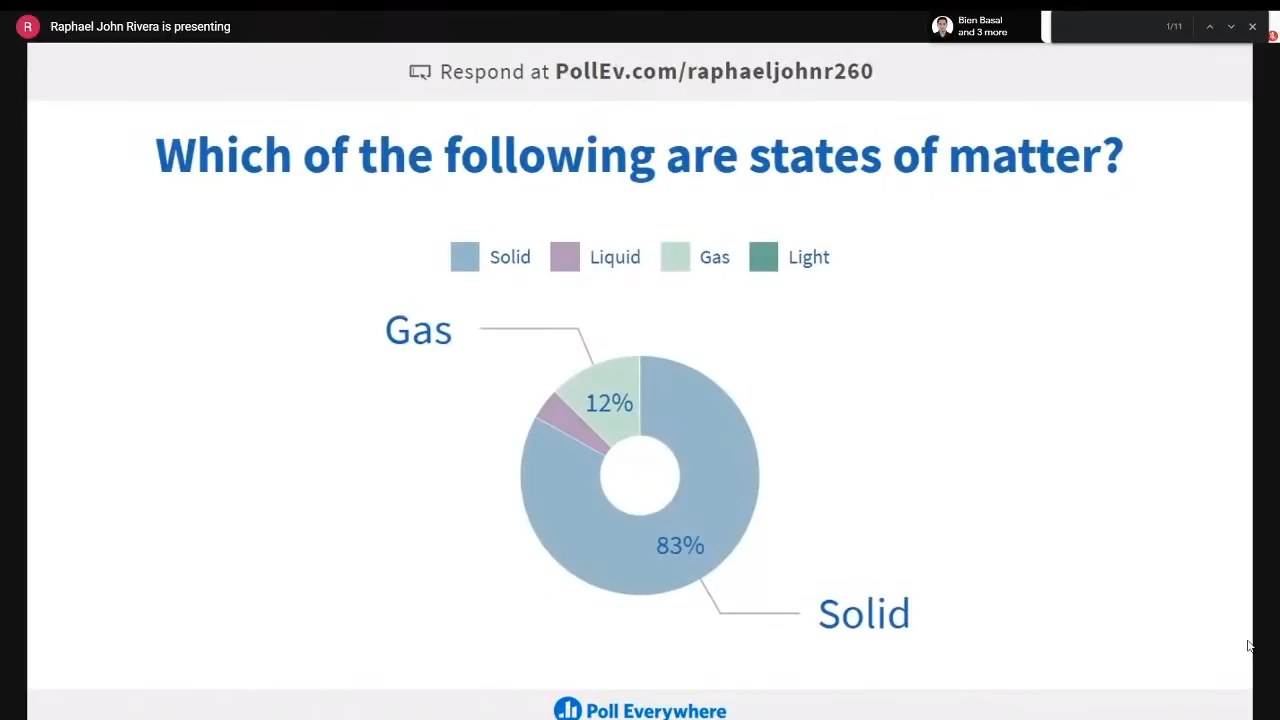 R Raphael John Rivera is presenting
Bien Basal
and 3 more
1/11
Respond at PollEv.com/raphaeljohnr260
Which of the following are states of matter?
Solid Liquid Gas Light
Gas
12%
83%
Solid
Poll Everywhere